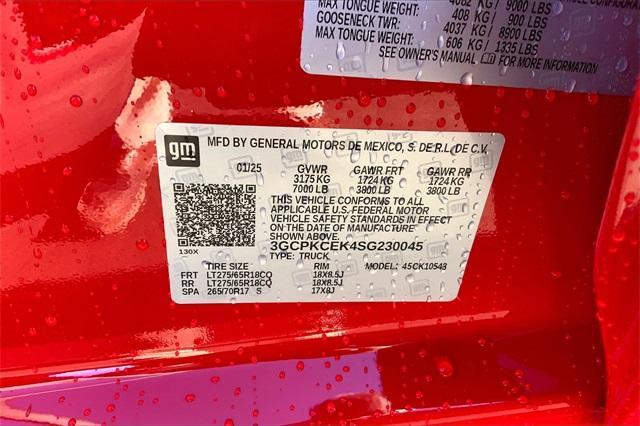 MAX TONGUE WEIGHT: 408 KG / 900 LBS
GOOSENECK TWR: 4037 KG / 8900 LBS
MAX TONGUE WEIGHT: 606 KG / 1335 LBS
SEE OWNER'S MANUAL FOR MORE INFORMATION
gm MFD BY GENERAL MOTORS DE MEXICO, S. DE R.L. DE C.V.
01/25 GVWR GAWR FRT GAWR RR
3175 KG 1724 KG 1724 KG
7000 LB 3800 LB 3800 LB
THIS VEHICLE CONFORMS TO ALL
APPLICABLE U.S. FEDERAL MOTOR
VEHICLE SAFETY STANDARDS IN EFFECT
ON THE DATE OF MANUFACTURE
SHOWN ABOVE.
3GCPKCEK4SG230045
130X TYPE: TRUCK
TIRE SIZE RIM MODEL: 45CK10543
FRT LT275/65R18CQ 18X8.5J
RR LT275/65R18CQ 18X8.5J
SPA 265/70R17 S 17X8J